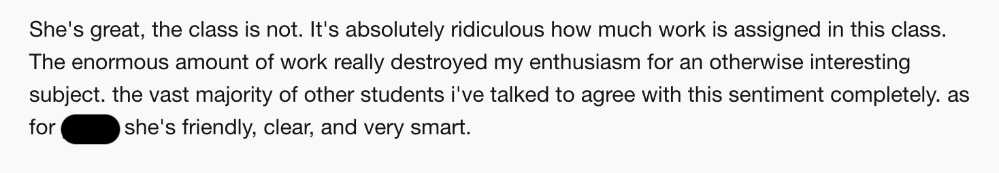 She's great, the class is not. It's absolutely ridiculous how much work is assigned in this class.
The enormous amount of work really destroyed my enthusiasm for an otherwise interesting
subject. the vast majority of other students i've talked to agree with this sentiment completely. as
for she's friendly, clear, and very smart.